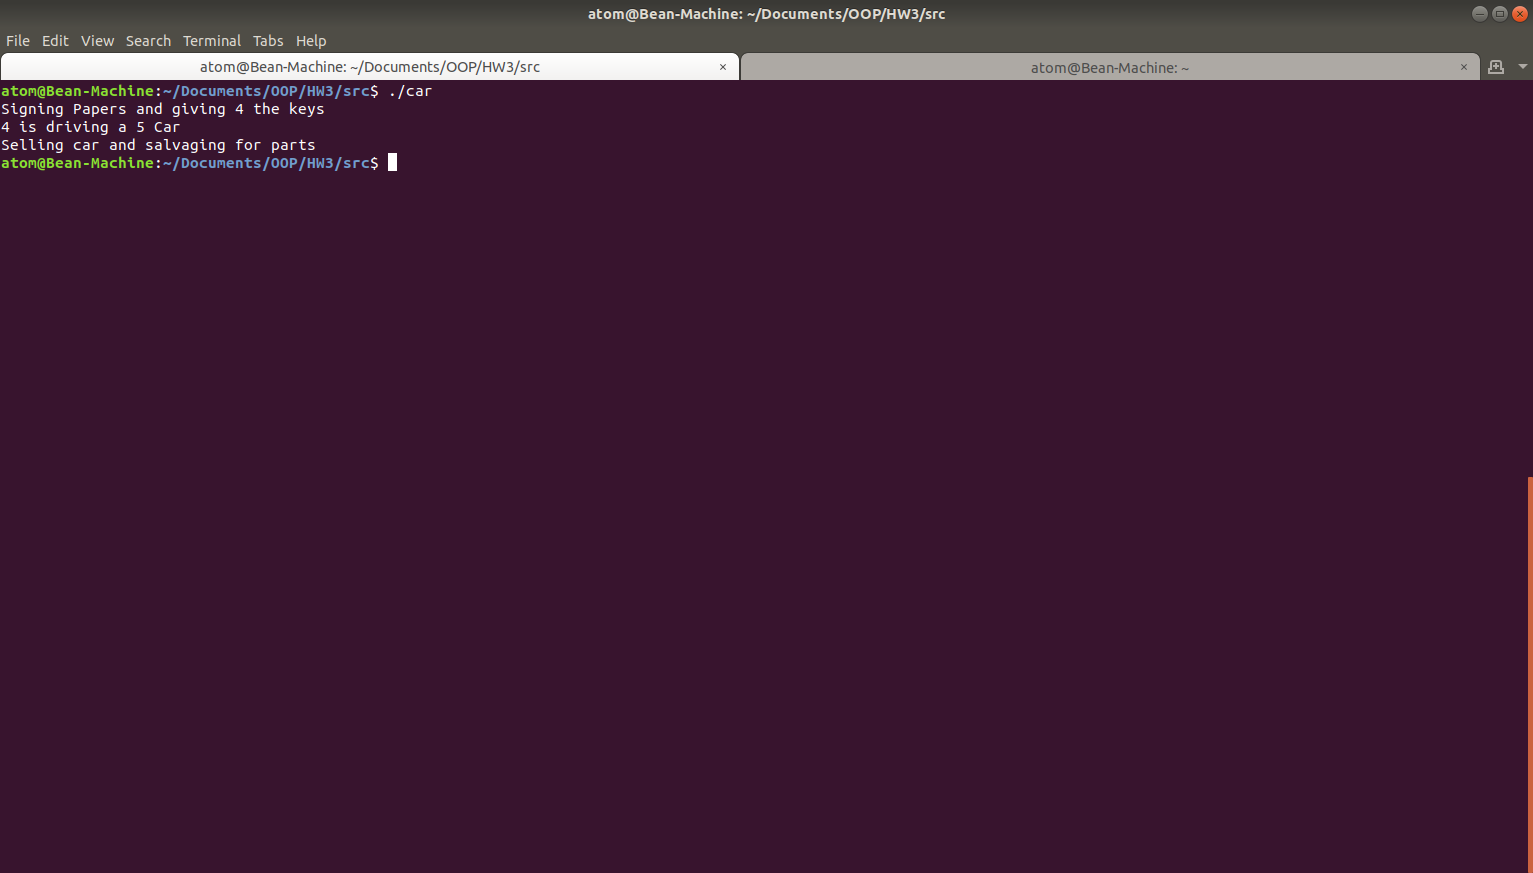 atom@Bean-Machine: ~/Documents/OOP/HW3/src
File Edit View Search Terminal Tabs Help
atom@Bean-Machine: ~/Documents/OOP/HW3/src × atom@Bean-Machine: ~ ×
atom@Bean-Machine:~/Documents/OOP/HW3/src$ ./car
Signing Papers and giving 4 the keys
4 is driving a 5 Car
Selling car and salvaging for parts
atom@Bean-Machine:~/Documents/OOP/HW3/src$